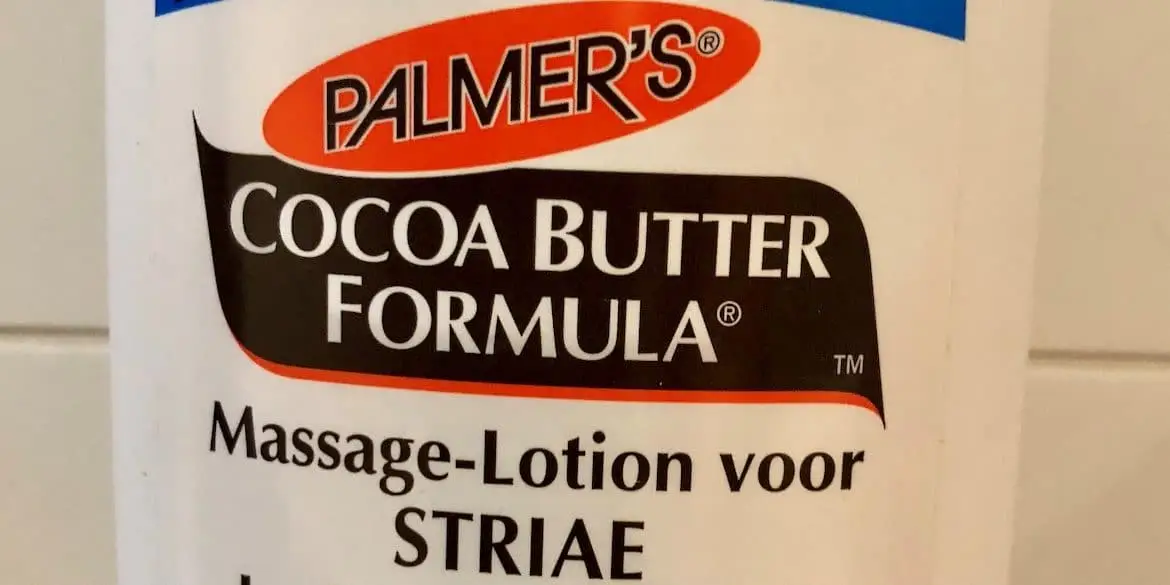 PALMER'S®
COCOA BUTTER
FORMULA®
TM
Massage-Lotion voor
STRIAE